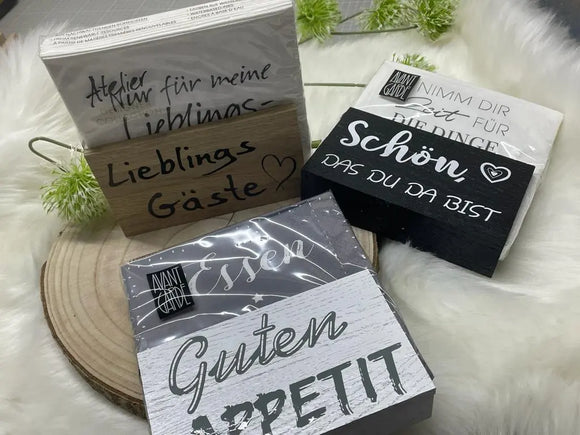 Atelier
Nur für meine
Lieblings-
Lieblings
Gäste
AVANT
GARDE
NIMM DIR
Zeit FÜR
DIE DINGE
Schön,
DAS DU DA BIST
AVANT
GARDE
Essen
Guten
APPETIT